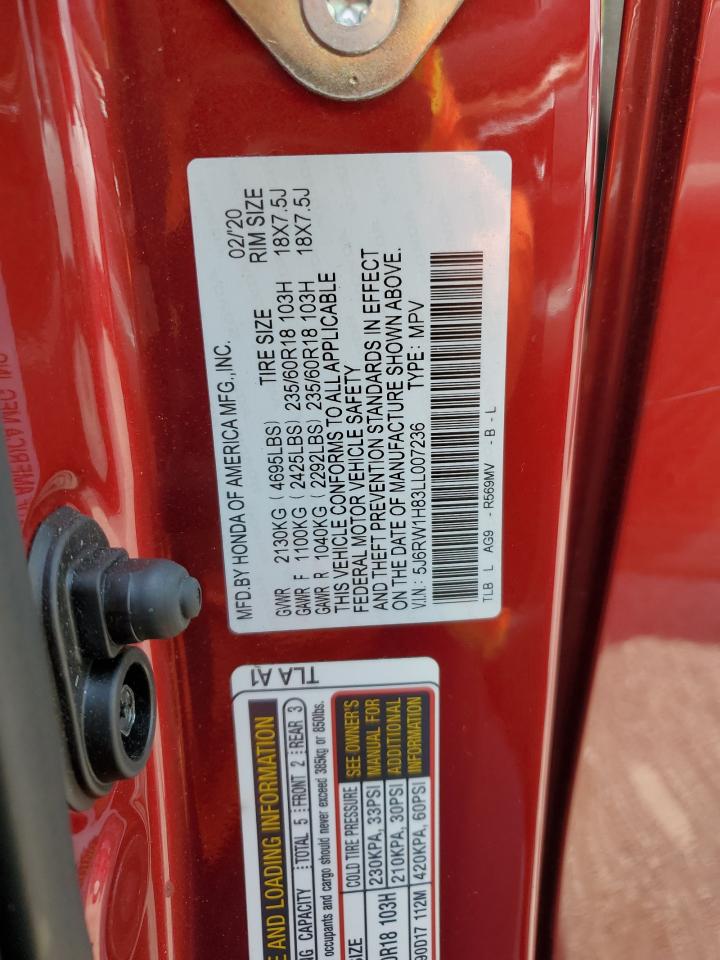 MFD.BY HONDA OF AMERICA MFG.,INC. 02/'20
TIRE SIZE RIM SIZE
GVWR 2130KG (4695LBS)
GAWR F 1100KG (2425LBS) 235/60R18 103H 18X7.5J
GAWR R 1040KG (2292LBS) 235/60R18 103H 18X7.5J
THIS VEHICLE CONFORMS TO ALL APPLICABLE
FEDERAL MOTOR VEHICLE SAFETY
AND THEFT PREVENTION STANDARDS IN EFFECT
ON THE DATE OF MANUFACTURE SHOWN ABOVE.
V.I.N.: 5J6RW1H83LL007236 TYPE: MPV
TLB L AG9 - R569MV - B - L
TLA A1
AND LOADING INFORMATION
CAPACITY TOTAL 5 FRONT 2 REAR 3
occupants and cargo should never exceed 385kg or 850lbs.
SIZE COLD TIRE PRESSURE SEE OWNER'S
103H 230KPA, 33PSI MANUAL FOR
210KPA, 30PSI ADDITIONAL
112M 420KPA, 60PSI INFORMATION